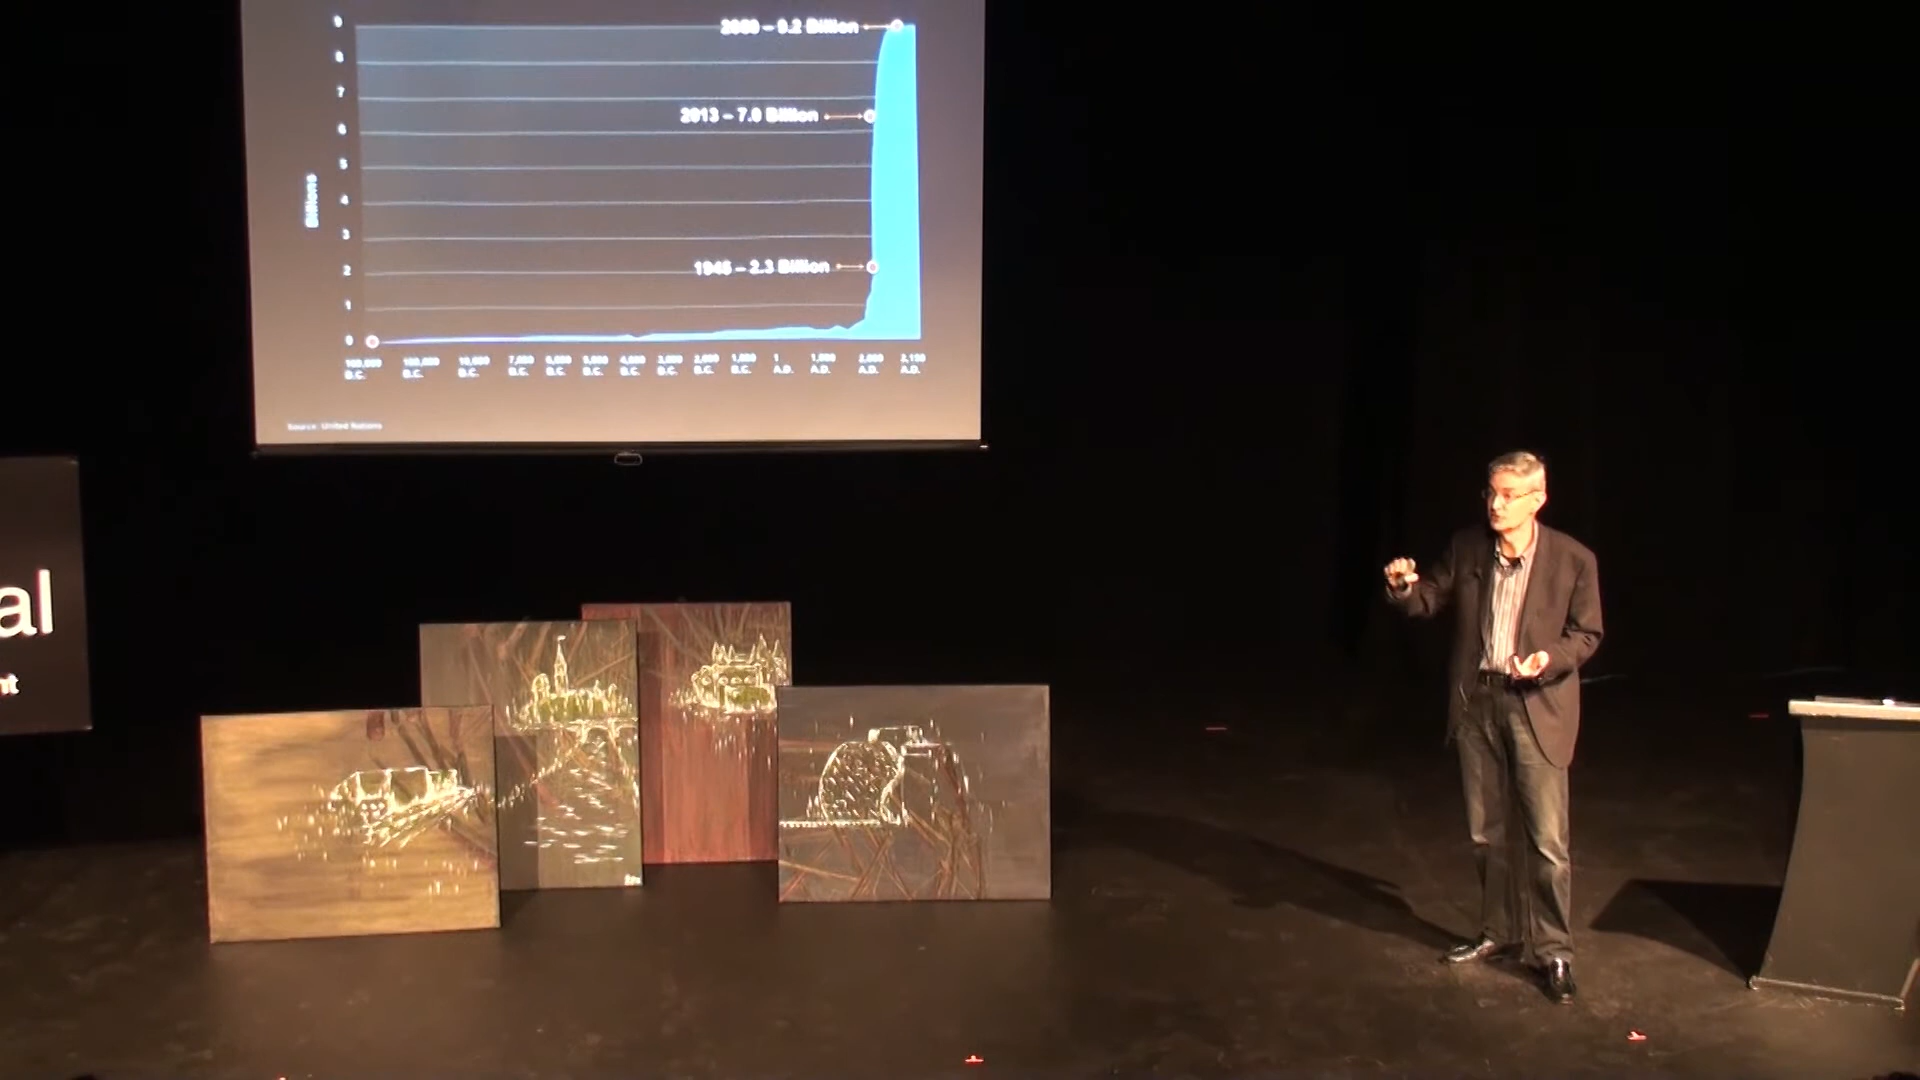 9
8
7
6
5
4
3
2
1
0
Billions
9.2 Billion
2013 – 7.0 Billion
1945 – 2.3 Billion
100,000 B.C.
10,000 B.C.
7,000 B.C.
6,000 B.C.
5,000 B.C.
4,000 B.C.
3,000 B.C.
2,000 B.C.
1,000 B.C.
1 A.D.
1,000 A.D.
2,000 A.D.
2,150 A.D.
Source: United Nations
al
nt